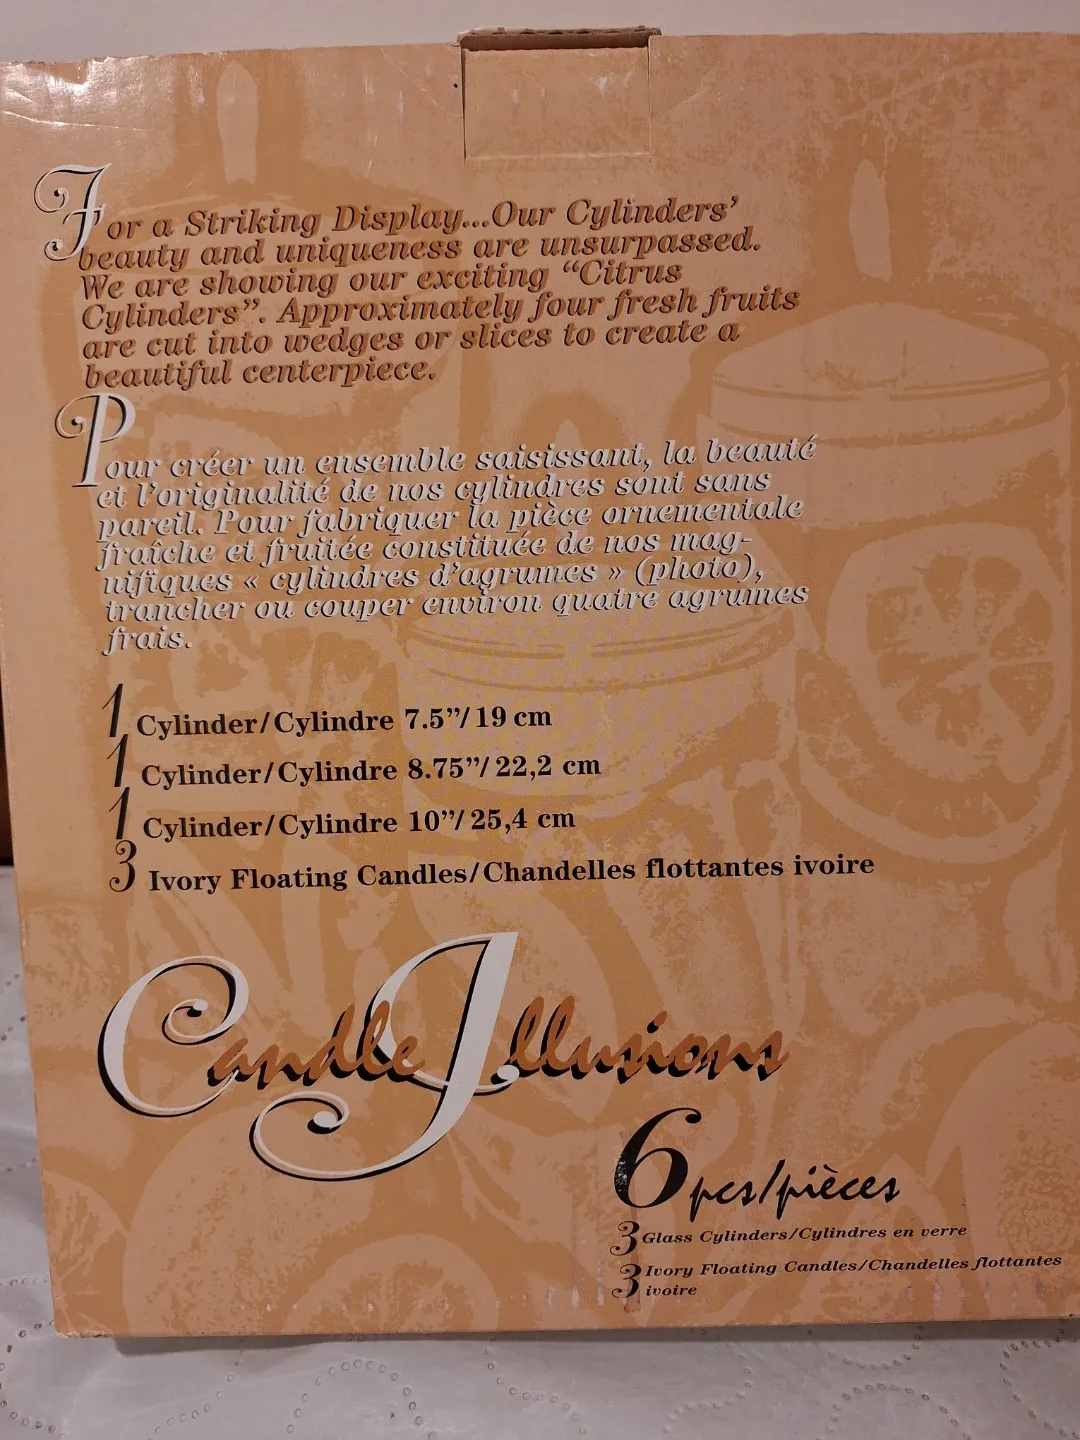 For a Striking Display...Our Cylinders'
beauty and uniqueness are unsurpassed.
We are showing our exciting "Citrus
Cylinders". Approximately four fresh fruits
are cut into wedges or slices to create a
beautiful centerpiece.
Pour créer un ensemble saisissant, la beauté
et l'originalité de nos cylindres sont sans
pareil. Pour fabriquer la pièce ornementale
fraîche et fruitée constituée de nos mag-
nifiques « cylindres d'agrumes » (photo),
trancher ou couper environ quatre agrumes
frais.
1 Cylinder/Cylindre 7.5"/19 cm
1 Cylinder/Cylindre 8.75"/22,2 cm
1 Cylinder/Cylindre 10"/25,4 cm
3 Ivory Floating Candles/Chandelles flottantes ivoire
Candle Illusions
6 pcs/pièces
3 Glass Cylinders/Cylindres en verre
3 Ivory Floating Candles/Chandelles flottantes
ivoire